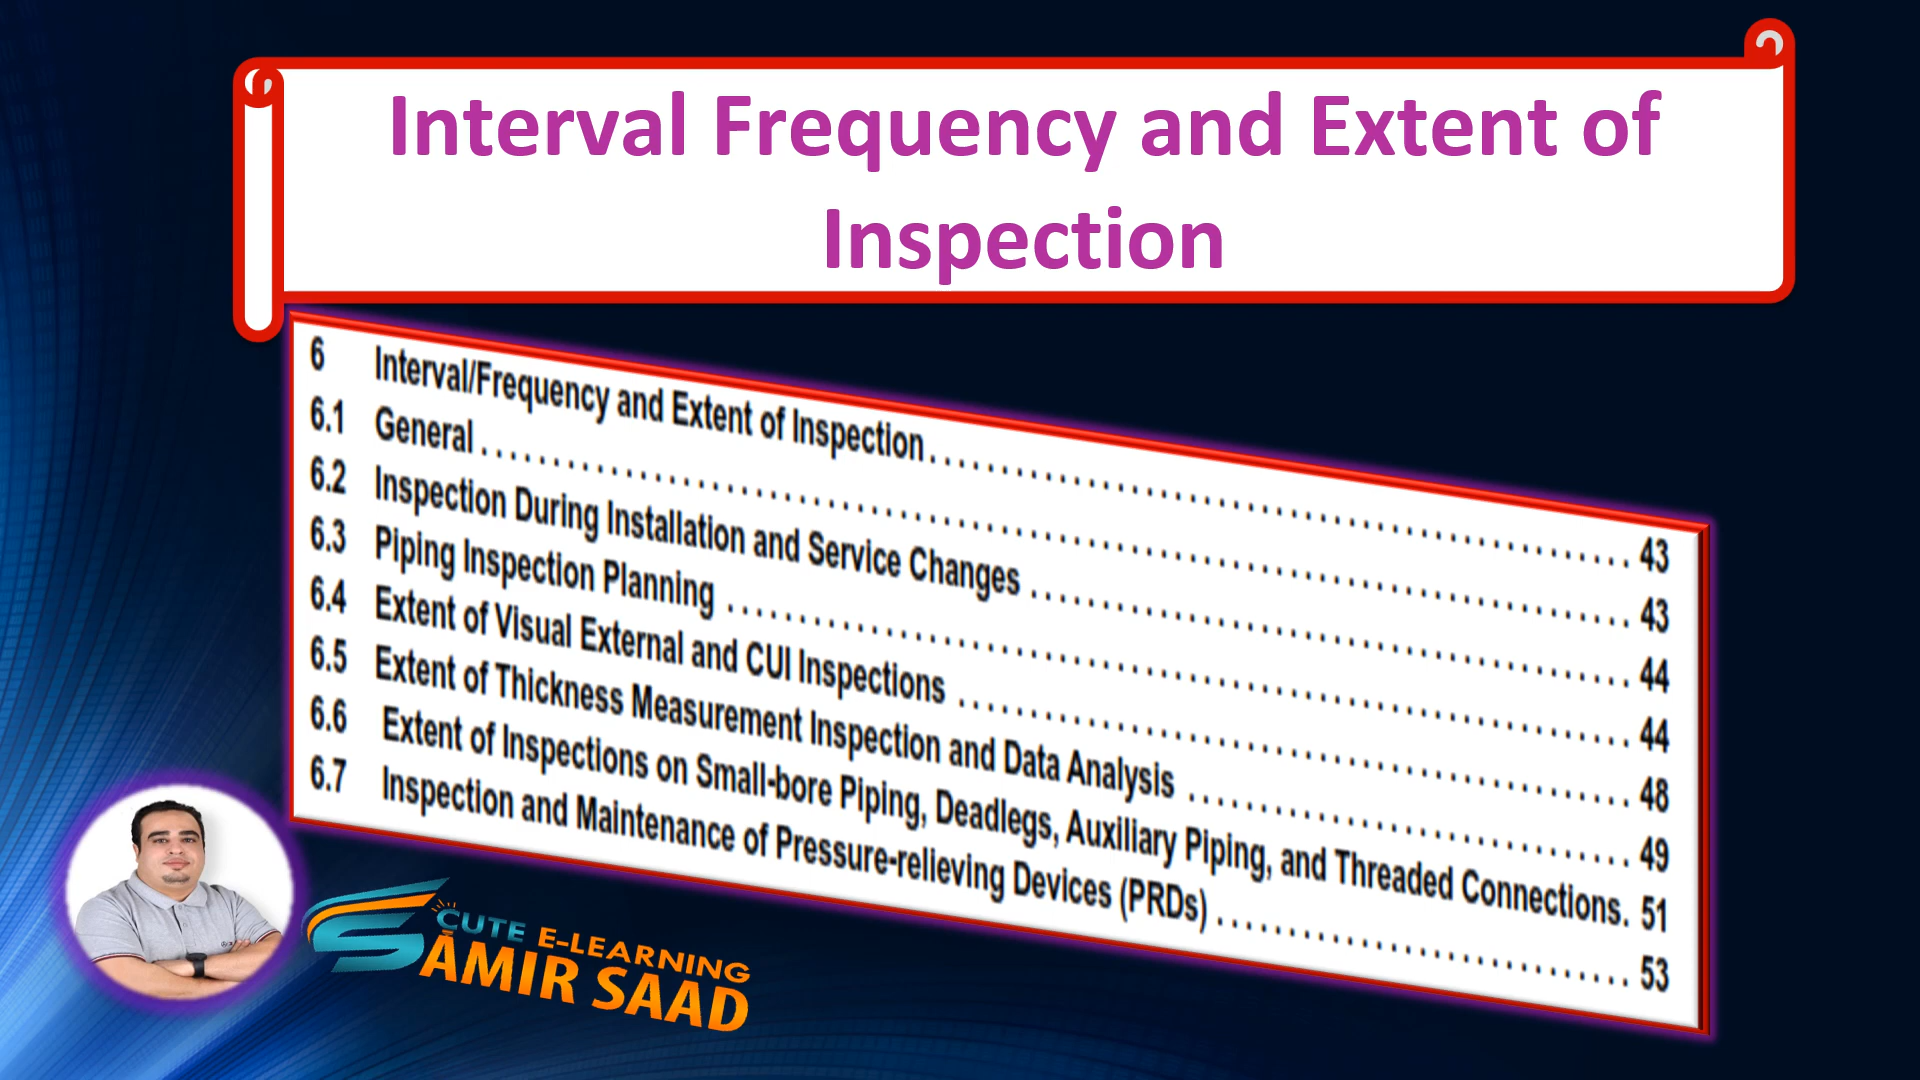 Interval Frequency and Extent of
Inspection
6 Interval/Frequency and Extent of Inspection . . . . . . . . . . . . . . . . . . . . . . . . . . . . . . . . . . . . . . . . . . . . . . . . . 43
6.1 General . . . . . . . . . . . . . . . . . . . . . . . . . . . . . . . . . . . . . . . . . . . . . . . . . . . . . . . . . . . . . . . . . . . . . . . . . . . . . . . . 43
6.2 Inspection During Installation and Service Changes . . . . . . . . . . . . . . . . . . . . . . . . . . . . . . . . . . . . . . . . . . 44
6.3 Piping Inspection Planning . . . . . . . . . . . . . . . . . . . . . . . . . . . . . . . . . . . . . . . . . . . . . . . . . . . . . . . . . . . . . . . 44
6.4 Extent of Visual External and CUI Inspections . . . . . . . . . . . . . . . . . . . . . . . . . . . . . . . . . . . . . . . . . . . . . . . 48
6.5 Extent of Thickness Measurement Inspection and Data Analysis . . . . . . . . . . . . . . . . . . . . . . . . . . . . . . . 49
6.6 Extent of Inspections on Small-bore Piping, Deadlegs, Auxiliary Piping, and Threaded Connections. 51
6.7 Inspection and Maintenance of Pressure-relieving Devices (PRDs) . . . . . . . . . . . . . . . . . . . . . . . . . . . . . 53
CUTE E-LEARNING
SAMIR SAAD